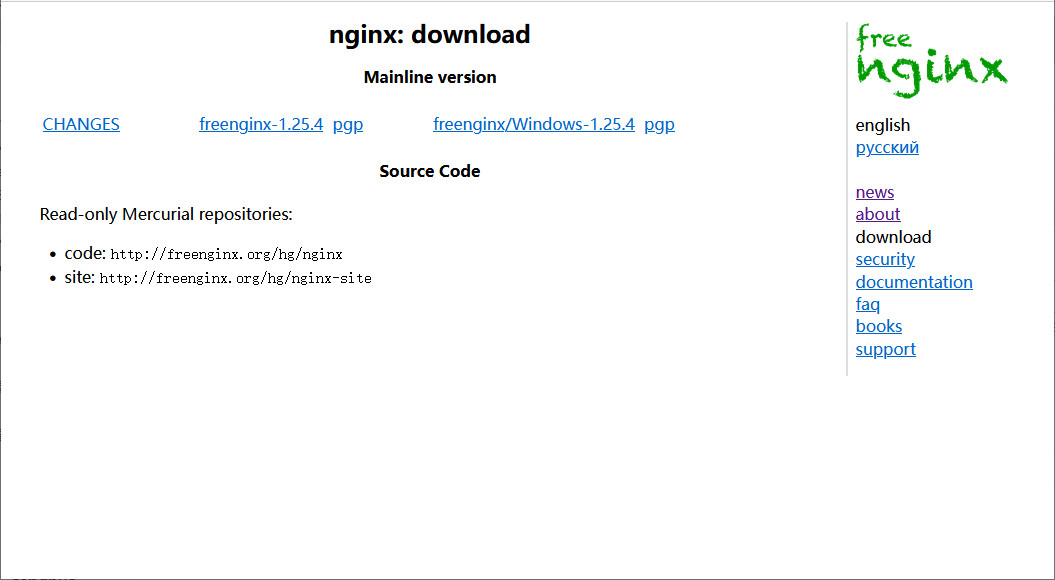 nginx: download
Mainline version
CHANGES freenginx-1.25.4 pgp freenginx/Windows-1.25.4 pgp
Source Code
Read-only Mercurial repositories:
• code: http://freenginx.org/hg/nginx
• site: http://freenginx.org/hg/nginx-site
free
nginx
english
русский
news
about
download
security
documentation
faq
books
support